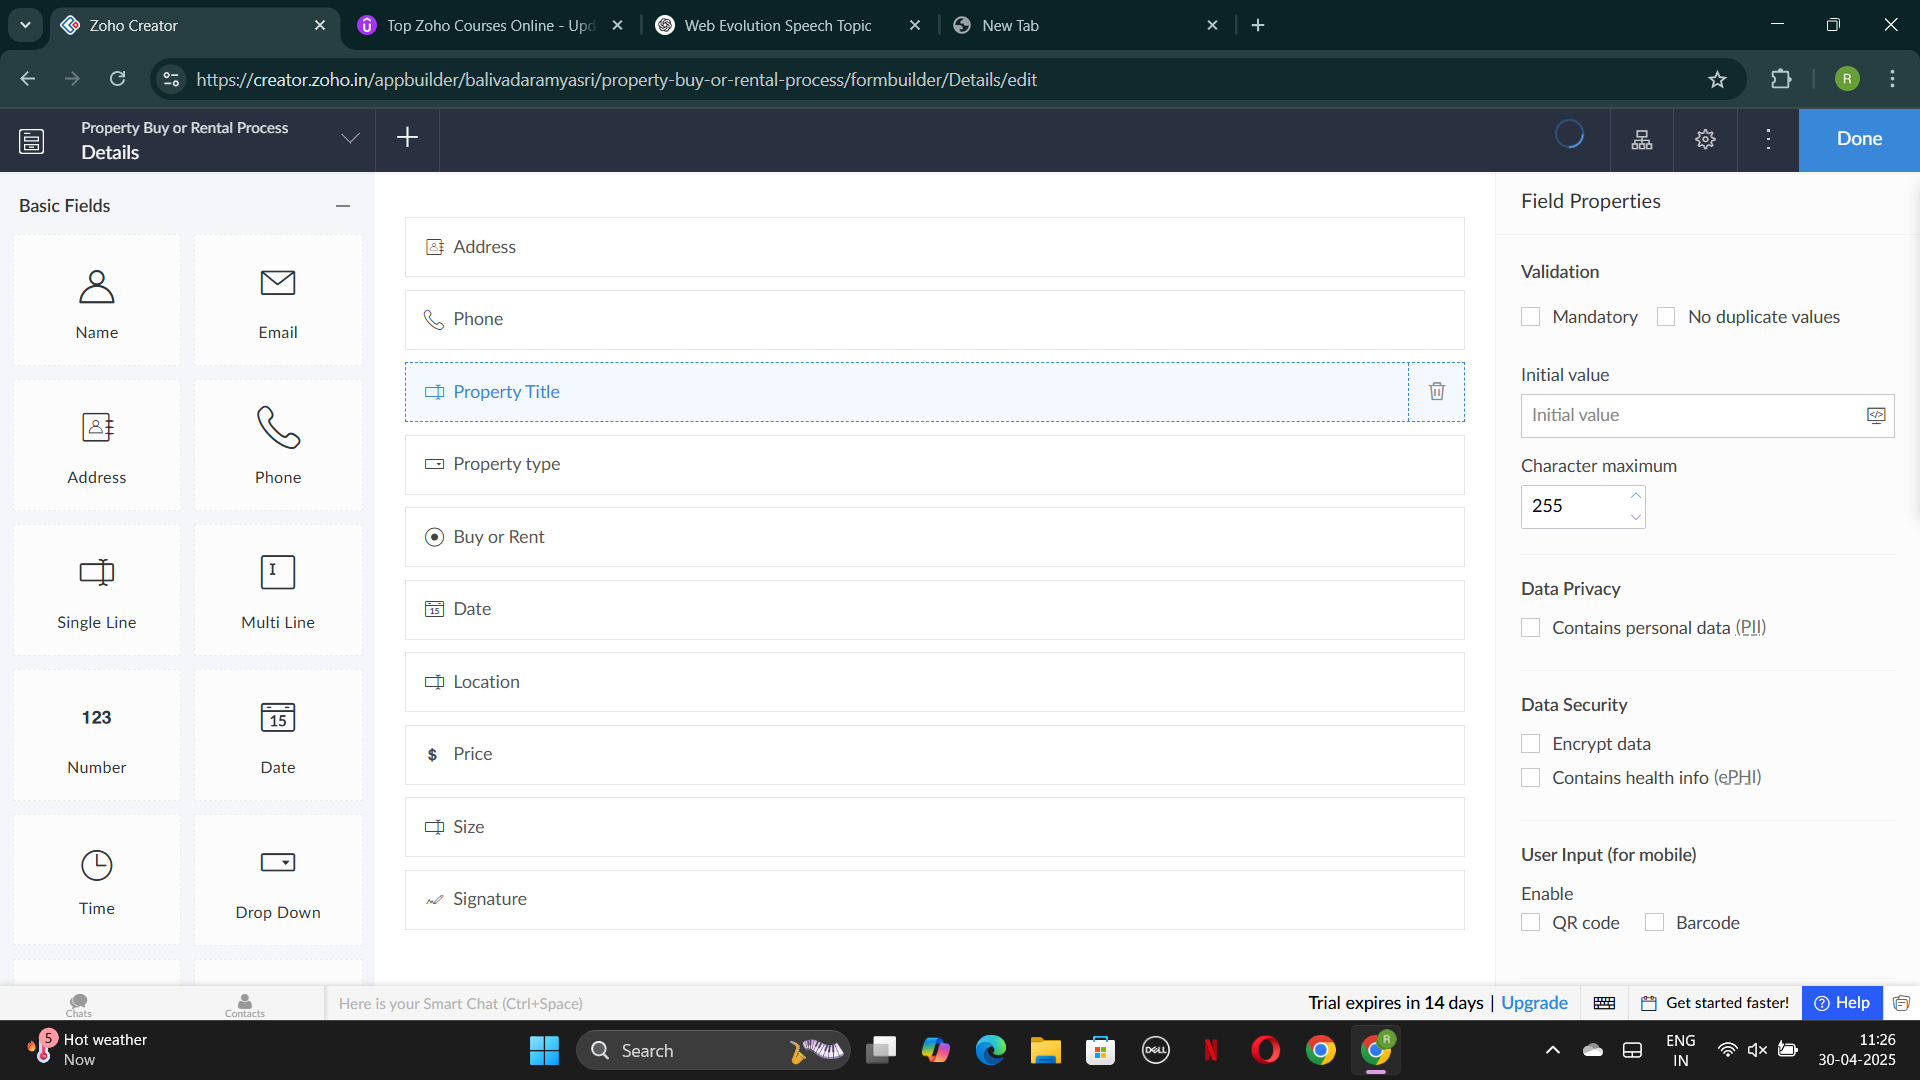 Zoho Creator
Top Zoho Courses Online - Upd
Web Evolution Speech Topic
New Tab
https://creator.zoho.in/appbuilder/balivadaramyasri/property-buy-or-rental-process/formbuilder/Details/edit
R
Property Buy or Rental Process
Details
Done
Basic Fields
Name
Email
Address
Phone
Single Line
Multi Line
123
Number
15
Date
Time
Drop Down
Address
Phone
Property Title
Property type
Buy or Rent
15 Date
Location
$ Price
Size
Signature
Field Properties
Validation
Mandatory
No duplicate values
Initial value
Initial value
Character maximum
255
Data Privacy
Contains personal data (PII)
Data Security
Encrypt data
Contains health info (ePHI)
User Input (for mobile)
Enable
QR code
Barcode
Chats
Contacts
Here is your Smart Chat (Ctrl+Space)
Trial expires in 14 days | Upgrade
Get started faster!
Help
5
Hot weather
Now
Search
DELL
N
R
ENG
IN
11:26
30-04-2025